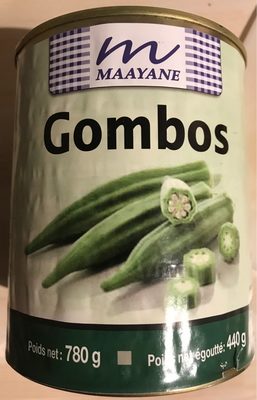 m
MAAYANE
Gombos
Poids net: 780 g Poids net égoutté: 440 g